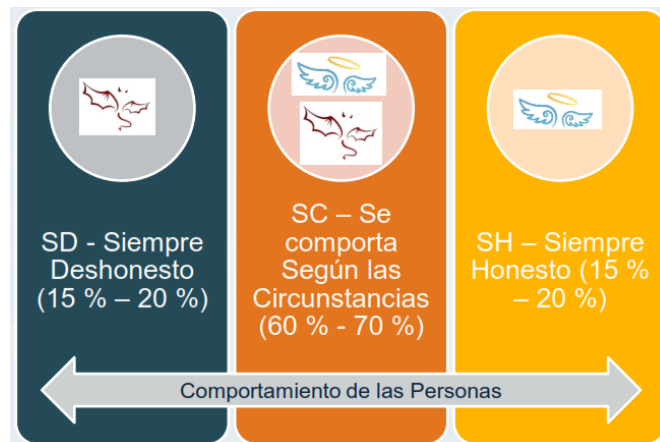 SD - Siempre
Deshonesto
(15 % – 20 %)
SC – Se
comporta
Según las
Circunstancias
(60 % - 70 %)
SH – Siempre
Honesto (15 %
– 20 %)
Comportamiento de las Personas